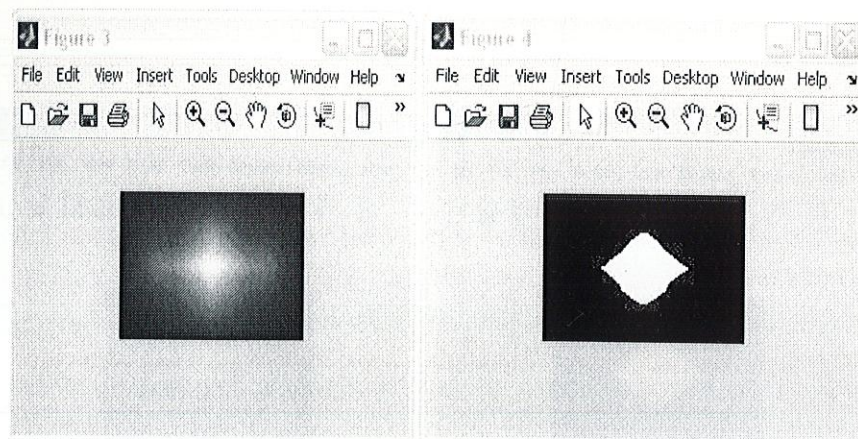 Figure 3
File Edit View Insert Tools Desktop Window Help
»
Figure 4
File Edit View Insert Tools Desktop Window Help
»